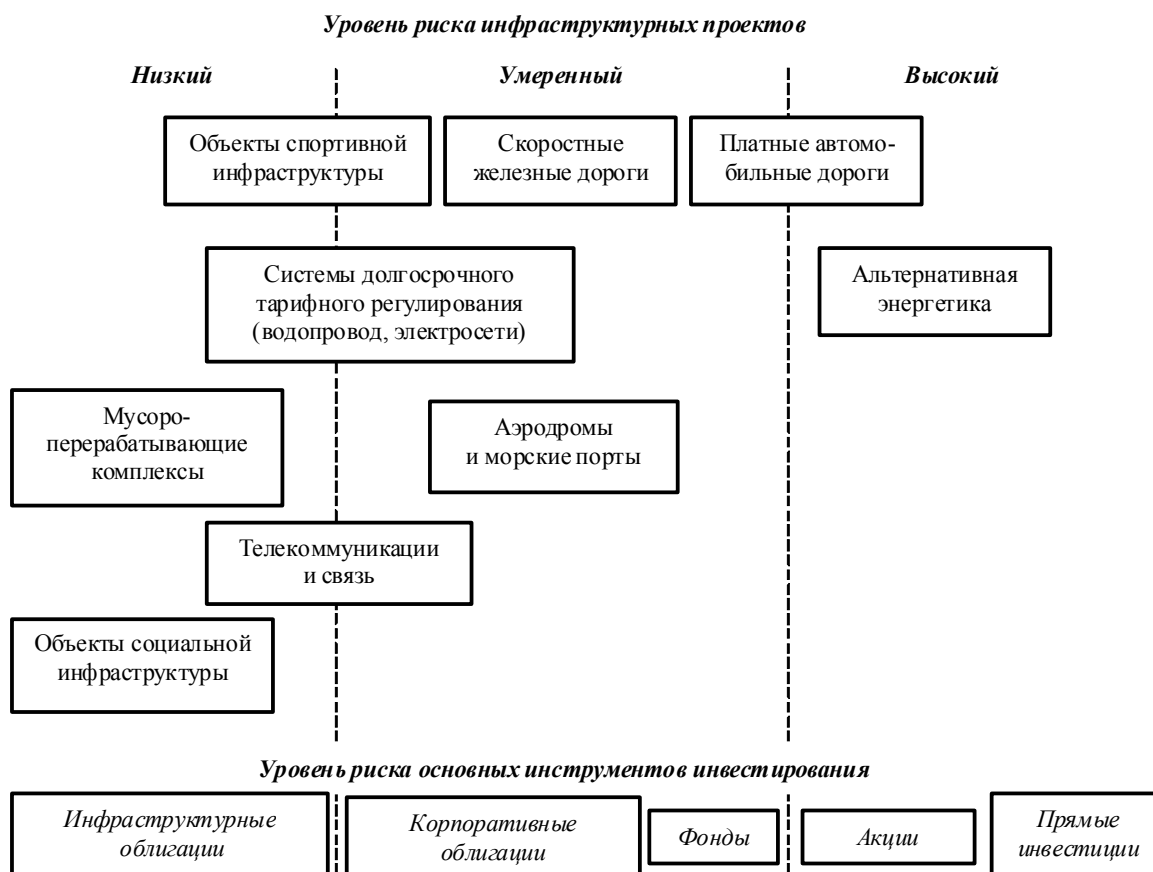 Уровень риска инфраструктурных проектов
Низкий
Умеренный
Высокий
Объекты спортивной
инфраструктуры
Скоростные
железные дороги
Платные автомо-
бильные дороги
Системы долгосрочного
тарифного регулирования
(водопровод, электросети)
Альтернативная
энергетика
Мусоро-
перерабатывающие
комплексы
Аэродромы
и морские порты
Телекоммуникации
и связь
Объекты социальной
инфраструктуры
Уровень риска основных инструментов инвестирования
Инфраструктурные
облигации
Корпоративные
облигации
Фонды
Акции
Прямые
инвестиции